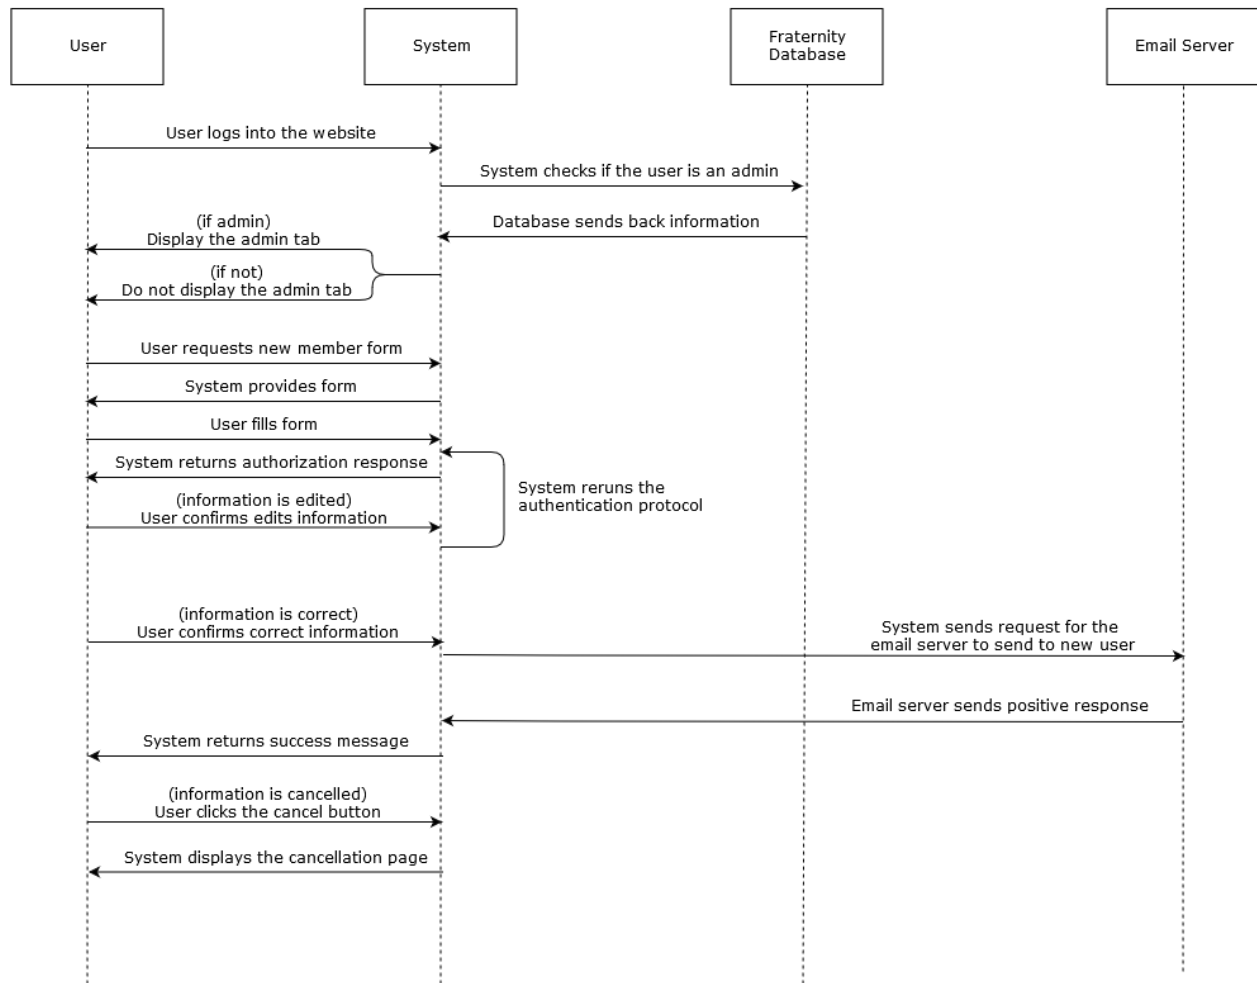 User
System
Fraternity
Database
Email Server
User logs into the website
System checks if the user is an admin
Database sends back information
(if admin)
Display the admin tab
(if not)
Do not display the admin tab
User requests new member form
System provides form
User fills form
System returns authorization response
System reruns the
authentication protocol
(information is edited)
User confirms edits information
(information is correct)
User confirms correct information
System sends request for the
email server to send to new user
Email server sends positive response
System returns success message
(information is cancelled)
User clicks the cancel button
System displays the cancellation page